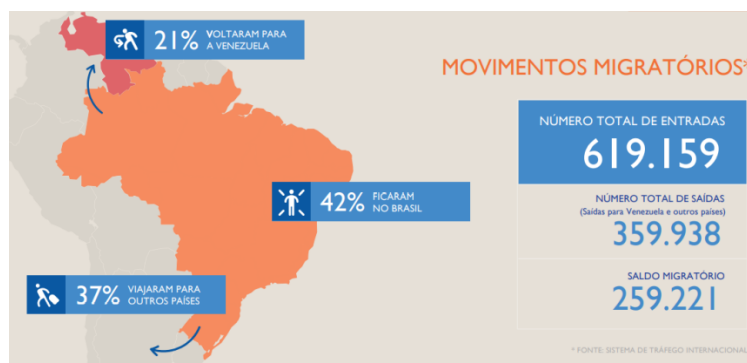 21% VOLTARAM PARA
A VENEZUELA
MOVIMENTOS MIGRATÓRIOS*
NÚMERO TOTAL DE ENTRADAS
619.159
42% FICARAM
NO BRASIL
NÚMERO TOTAL DE SAÍDAS
(Saídas para Venezuela e outros países)
359.938
37% VIAJARAM PARA
OUTROS PAÍSES
SALDO MIGRATÓRIO
259.221
* FONTE: SISTEMA DE TRÁFEGO INTERNACIONAL